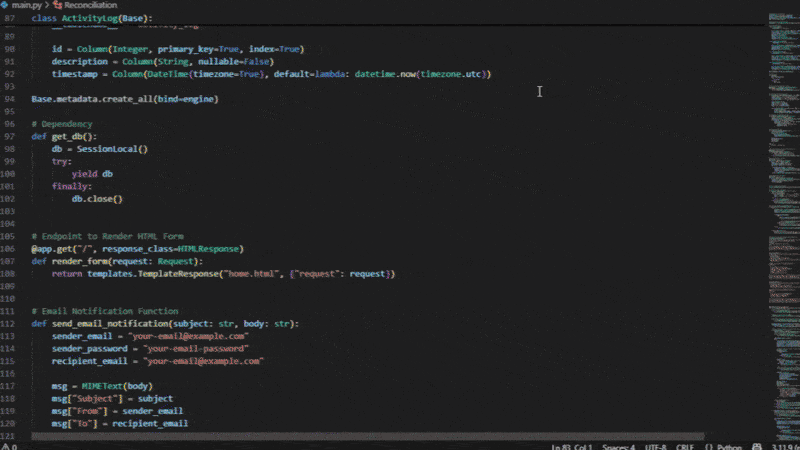 main.py > Reconciliation
87 class ActivityLog(Base):
89
90 id = Column(Integer, primary_key=True, index=True)
91 description = Column(String, nullable=False)
92 timestamp = Column(DateTime(timezone=True), default=lambda: datetime.now(timezone.utc))
93
94 Base.metadata.create_all(bind=engine)
95
96 # Dependency
97 def get_db():
98 db = SessionLocal()
99 try:
100 yield db
101 finally:
102 db.close()
103
104
105 # Endpoint to Render HTML Form
106 @app.get("/", response_class=HTMLResponse)
107 def render_form(request: Request):
108 return templates.TemplateResponse("home.html", {"request": request})
109
110
111 # Email Notification Function
112 def send_email_notification(subject: str, body: str):
113 sender_email = "your-email@example.com"
114 sender_password = "your-email-password"
115 recipient_email = "your-email@example.com"
116
117 msg = MIMEText(body)
118 msg["Subject"] = subject
119 msg["From"] = sender_email
120 msg["To"] = recipient_email
121
0 Ln 83, Col 1 Spaces: 4 UTF-8 CRLF {} Python